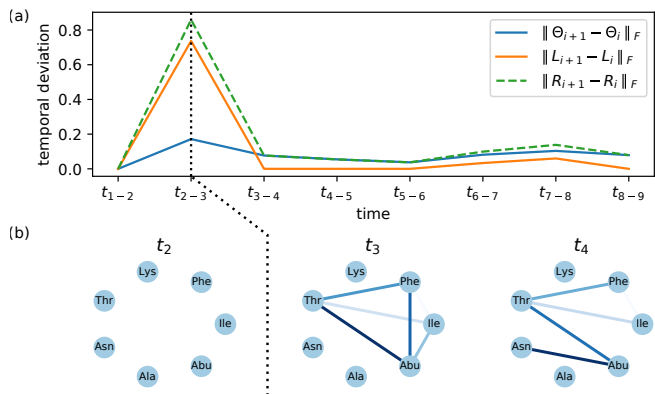 (a)
temporal deviation
0.8
0.6
0.4
0.2
0.0
‖ Θᵢ₊₁ − Θᵢ ‖ F
‖ Lᵢ₊₁ − Lᵢ ‖ F
‖ Rᵢ₊₁ − Rᵢ ‖ F
t₁₋₂ t₂₋₃ t₃₋₄ t₄₋₅ t₅₋₆ t₆₋₇ t₇₋₈ t₈₋₉
time
(b)
t₂ t₃ t₄
Lys Phe Thr Ile Asn Abu Ala
Lys Phe Thr Ile Asn Abu Ala
Lys Phe Thr Ile Asn Abu Ala